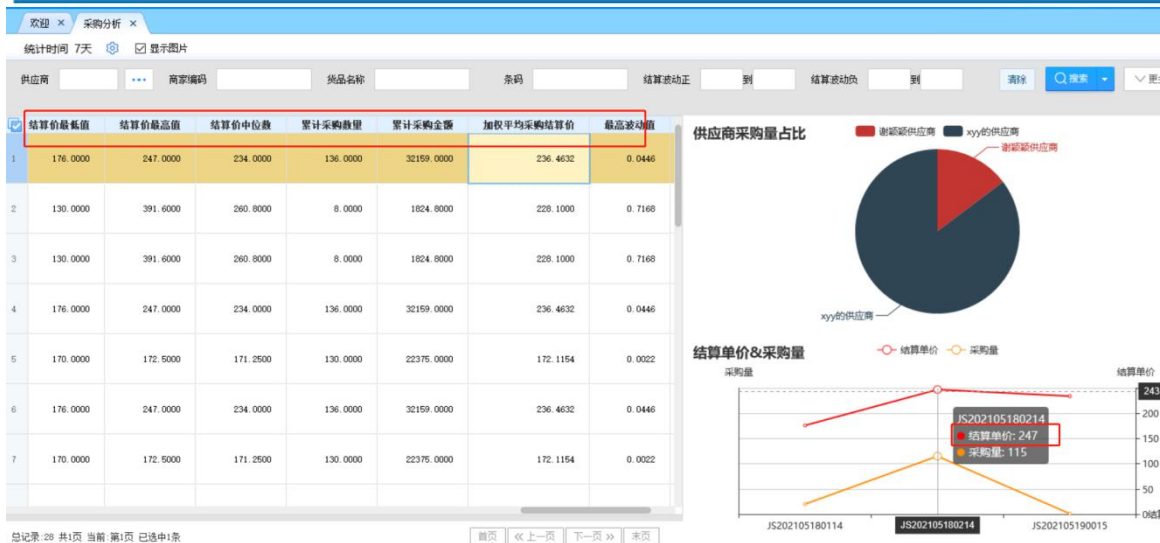 欢迎 × 采购分析 ×
统计时间 7天 显示图片
供应商 ... 商家编码 货品名称 条码 结算波动正 到 结算波动负 到 清除 搜索
结算价最低值 结算价最高值 结算价中位数 累计采购数量 累计采购金额 加权平均采购结算价 最高波动值
1 176.0000 247.0000 234.0000 136.0000 32159.0000 236.4632 0.0446
2 130.0000 391.6000 260.8000 8.0000 1824.8000 228.1000 0.7168
3 130.0000 391.6000 260.8000 8.0000 1824.8000 228.1000 0.7168
4 176.0000 247.0000 234.0000 136.0000 32159.0000 236.4632 0.0446
5 170.0000 172.5000 171.2500 130.0000 22375.0000 172.1154 0.0022
6 176.0000 247.0000 234.0000 136.0000 32159.0000 236.4632 0.0446
7 170.0000 172.5000 171.2500 130.0000 22375.0000 172.1154 0.0022
总记录:28 共1页 当前:第1页 已选中1条
首页 《上一页 下一页》 末页
供应商采购量占比
谢颖颖供应商 xyy的供应商
谢颖颖供应商
xyy的供应商
结算单价&采购量
结算单价 采购量
采购量 结算单价
243
200
150
100
50
0
JS202105180214
结算单价: 247
采购量: 115
JS202105180114 JS202105180214 JS202105190015